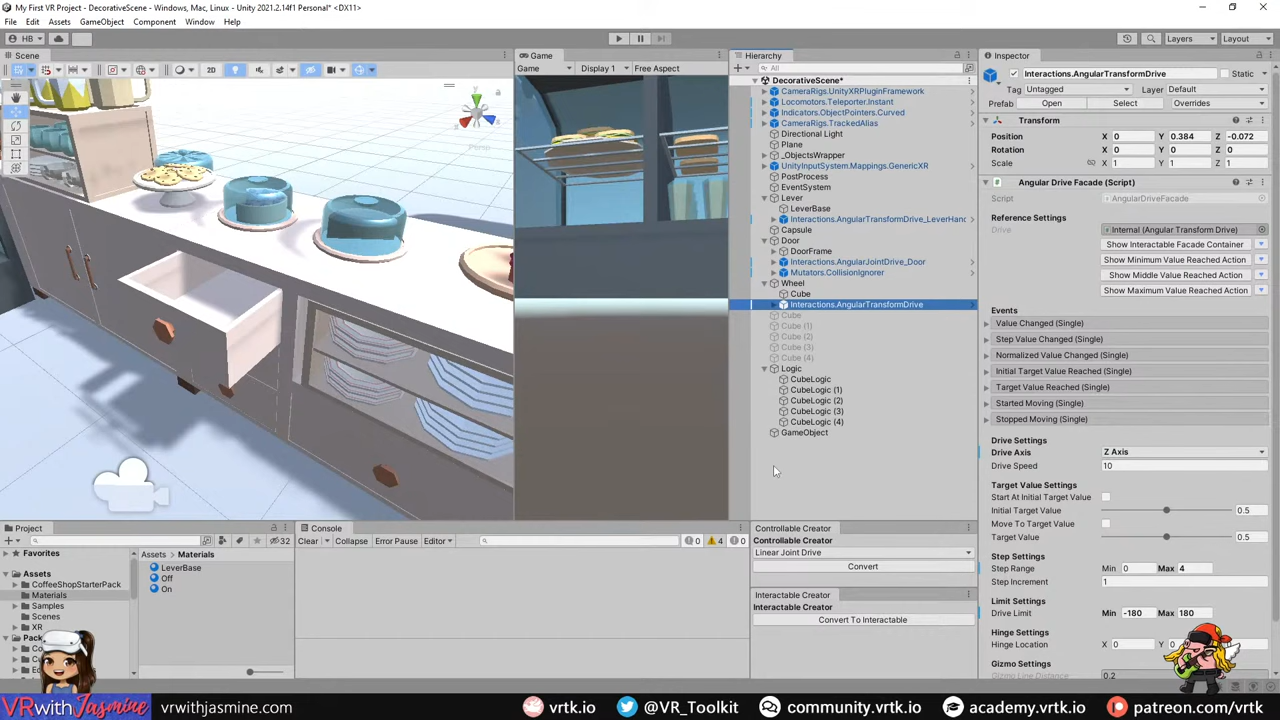 My First VR Project - DecorativeScene - Windows, Mac, Linux - Unity 2021.2.14f1 Personal* <DX11>
File Edit Assets GameObject Component Window Help
HB
Layers Layout
Scene
2D
Persp
Game
Game Display 1 Free Aspect
Hierarchy
All
DecorativeScene*
CameraRigs.UnityXRPluginFramework
Locomotors.Teleporter.Instant
Indicators.ObjectPointers.Curved
CameraRigs.TrackedAlias
Directional Light
Plane
_ObjectsWrapper
UnityInputSystem.Mappings.GenericXR
PostProcess
EventSystem
Lever
LeverBase
Interactions.AngularTransformDrive_LeverHand
Capsule
Door
DoorFrame
Interactions.AngularJointDrive_Door
Mutators.CollisionIgnorer
Wheel
Cube
Interactions.AngularTransformDrive
Cube
Cube (1)
Cube (2)
Cube (3)
Cube (4)
Logic
CubeLogic
CubeLogic (1)
CubeLogic (2)
CubeLogic (3)
CubeLogic (4)
GameObject
Inspector
Interactions.AngularTransformDrive Static
Tag Untagged Layer Default
Prefab Open Select Overrides
Transform
Position X 0 Y 0.384 Z -0.072
Rotation X 0 Y 0 Z 0
Scale X 1 Y 1 Z 1
Angular Drive Facade (Script)
Script AngularDriveFacade
Reference Settings
Drive Internal (Angular Transform Drive)
Show Interactable Facade Container
Show Minimum Value Reached Action
Show Middle Value Reached Action
Show Maximum Value Reached Action
Events
Value Changed (Single)
Step Value Changed (Single)
Normalized Value Changed (Single)
Initial Target Value Reached (Single)
Target Value Reached (Single)
Started Moving (Single)
Stopped Moving (Single)
Drive Settings
Drive Axis Z Axis
Drive Speed 10
Target Value Settings
Start At Initial Target Value
Initial Target Value 0.5
Move To Target Value
Target Value 0.5
Step Settings
Step Range Min 0 Max 4
Step Increment 1
Limit Settings
Drive Limit Min -180 Max 180
Hinge Settings
Hinge Location X 0 Y 0
Gizmo Settings
Gizmo Line Distance 0.2
Project
32
Favorites
Assets
CoffeeShopStarterPack
Materials
Samples
Scenes
XR
Assets Materials
LeverBase
Off
On
Console
Clear Collapse Error Pause Editor 0 4 0
Controllable Creator
Controllable Creator
Linear Joint Drive
Convert
Interactable Creator
Interactable Creator
Convert To Interactable
VRwithJasmine vrwithjasmine.com vrtk.io @VR_Toolkit community.vrtk.io academy.vrtk.io patreon.com/vrtk